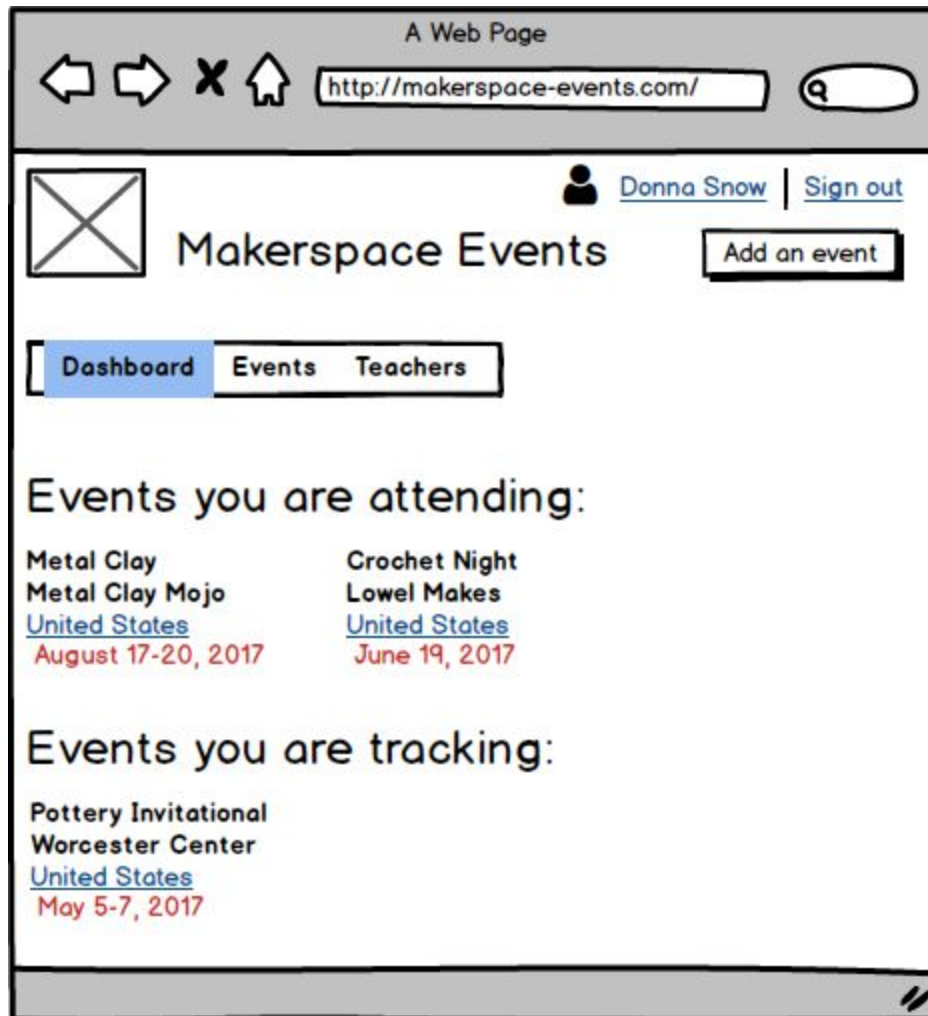 A Web Page
http://makerspace-events.com/
Donna Snow | Sign out
Makerspace Events
Add an event
Dashboard Events Teachers
Events you are attending:
Metal Clay
Metal Clay Mojo
United States
August 17-20, 2017
Crochet Night
Lowel Makes
United States
June 19, 2017
Events you are tracking:
Pottery Invitational
Worcester Center
United States
May 5-7, 2017